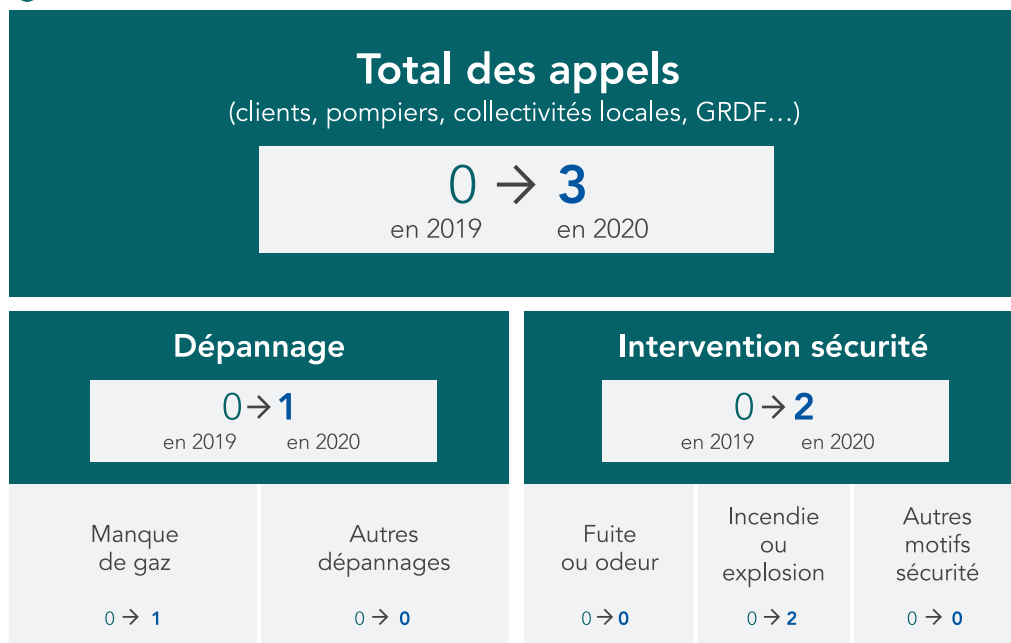 Total des appels
(clients, pompiers, collectivités locales, GRDF…)
0 → 3
en 2019 en 2020
Dépannage
0 → 1
en 2019 en 2020
Manque
de gaz
0 → 1
Autres
dépannages
0 → 0
Intervention sécurité
0 → 2
en 2019 en 2020
Fuite
ou odeur
0 → 0
Incendie
ou
explosion
0 → 2
Autres
motifs
sécurité
0 → 0